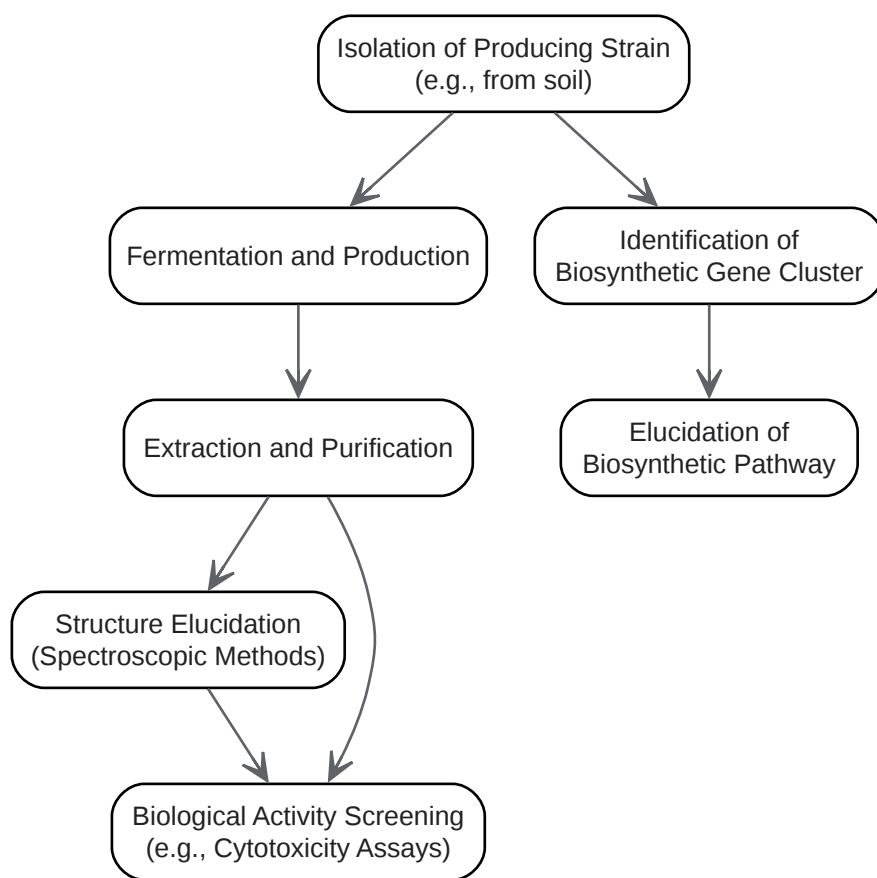 Isolation of Producing Strain
(e.g., from soil)
Fermentation and Production
Identification of
Biosynthetic Gene Cluster
Extraction and Purification
Elucidation of
Biosynthetic Pathway
Structure Elucidation
(Spectroscopic Methods)
Biological Activity Screening
(e.g., Cytotoxicity Assays)